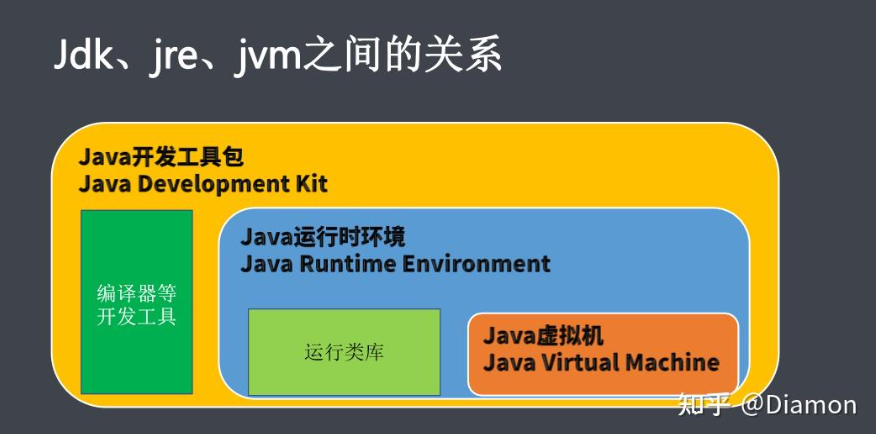 Jdk、jre、jvm之间的关系
Java开发工具包
Java Development Kit
编译器等
开发工具
Java运行时环境
Java Runtime Environment
运行类库
Java虚拟机
Java Virtual Machine
知乎 @Diamon